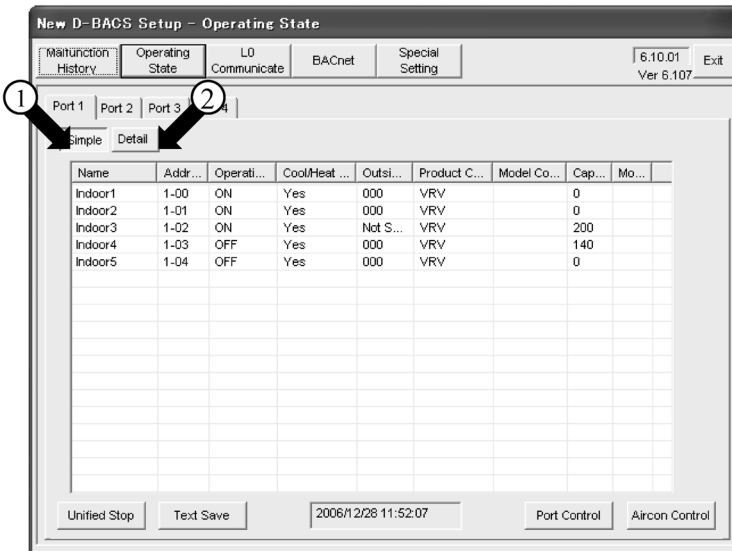 New D-BACS Setup - Operating State
Malfunction History
Operating State
L0 Communicate
BACnet
Special Setting
6.10.01
Ver 6.107
Exit
1
2
Port 1 Port 2 Port 3 4
Simple Detail
Name Addr... Operati... Cool/Heat ... Outsi... Product C... Model Co... Cap... Mo...
Indoor1 1-00 ON Yes 000 VRV 0
Indoor2 1-01 ON Yes 000 VRV 0
Indoor3 1-02 ON Yes Not S... VRV 200
Indoor4 1-03 OFF Yes 000 VRV 140
Indoor5 1-04 OFF Yes 000 VRV 0
Unified Stop Text Save 2006/12/28 11:52:07 Port Control Aircon Control